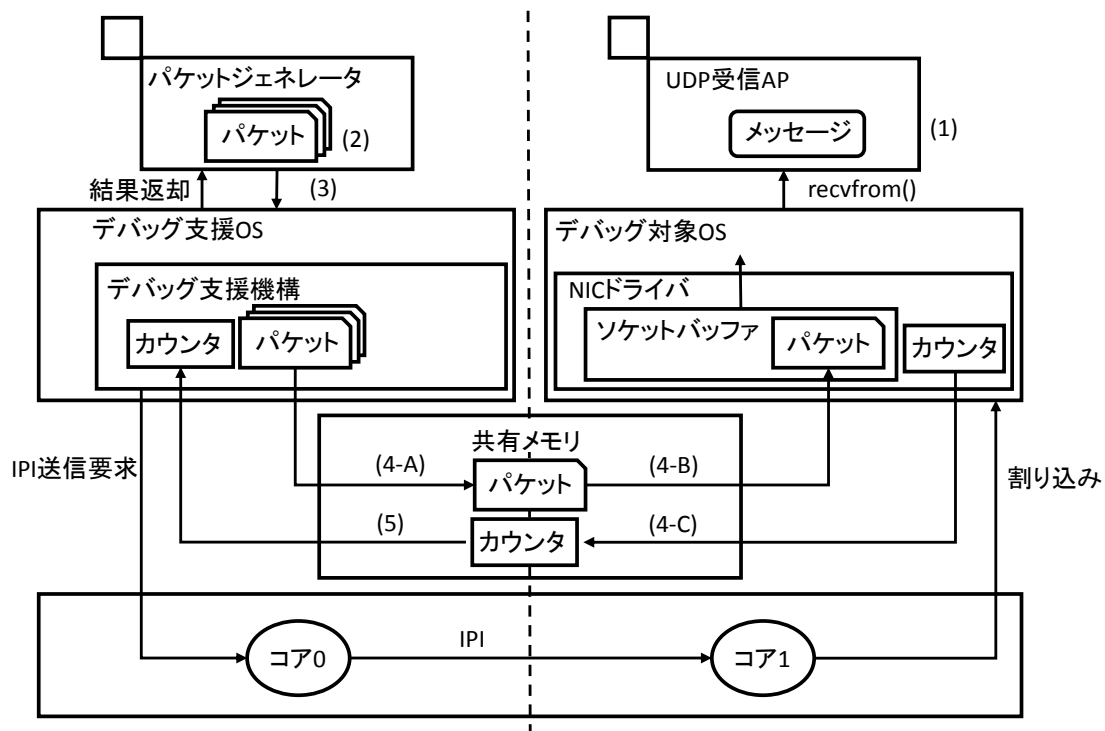 パケットジェネレータ
パケット
(2)
結果返却
(3)
デバッグ支援OS
デバッグ支援機構
カウンタ
パケット
UDP受信AP
メッセージ
(1)
recvfrom()
デバッグ対象OS
NICドライバ
ソケットバッファ
パケット
カウンタ
IPI送信要求
共有メモリ
(4-A)
パケット
(4-B)
(5)
カウンタ
(4-C)
割り込み
コア0
IPI
コア1